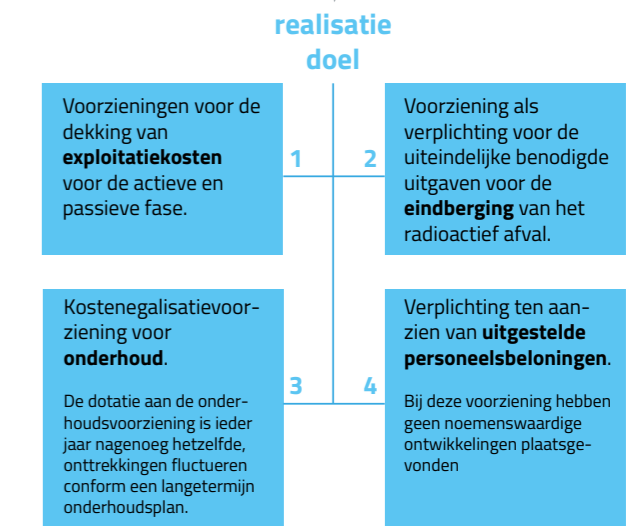 realisatie
doel
Voorzieningen voor de
dekking van
exploitatiekosten
voor de actieve en
passieve fase.
1
2
Voorziening als
verplichting voor de
uiteindelijke benodigde
uitgaven voor de
eindberging van het
radioactief afval.
Kostenegalisatievoor-
ziening voor
onderhoud.
De dotatie aan de onder-
houdsvoorziening is ieder
jaar nagenoeg hetzelfde,
onttrekkingen fluctueren
conform een langetermijn
onderhoudsplan.
3
4
Verplichting ten aan-
zien van uitgestelde
personeelsbeloningen.
Bij deze voorziening hebben
geen noemenswaardige
ontwikkelingen plaatsge-
vonden